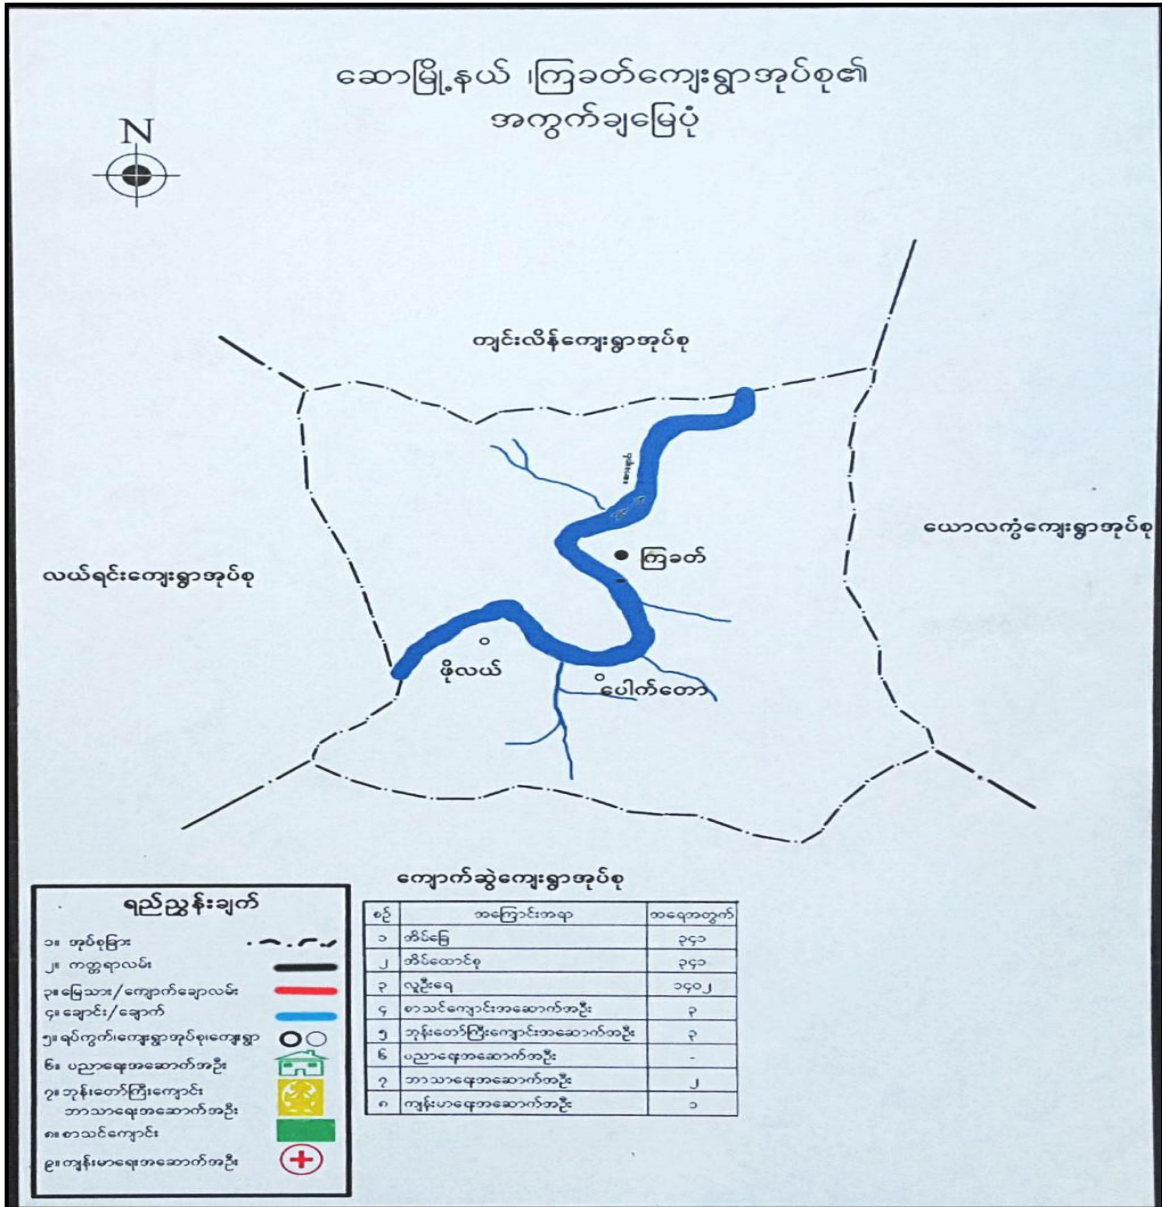 ဆောမြို့နယ် ၊ကြခတ်ကျေးရွာအုပ်စု၏
အကွက်ချမြေပုံ
N
ကျင်းလိန်ကျေးရွာအုပ်စု
ယောလကွံကျေးရွာအုပ်စု
ကြခတ်
လယ်ရင်းကျေးရွာအုပ်စု
ဖိုလယ်
ပေါက်တော
ကျောက်ဆွဲကျေးရွာအုပ်စု
ရည်ညွှန်းချက်
၁။ အုပ်စုခြား
၂။ ကတ္တရာလမ်း
၃။မြေသား/ကျောက်ချောလမ်း
၄။ချောင်း/ချောက်
၅။ရပ်ကွက်၊ကျေးရွာအုပ်စု၊ကျေးရွာ
၆။ ပညာရေးအဆောက်အဦး
၇။ဘုန်းတော်ကြီးကျောင်း
ဘာသာရေးအဆောက်အဦး
၈။စာသင်ကျောင်း
၉။ကျန်းမာရေးအဆောက်အဦး
စဉ် အကြောင်းအရာ အရေအတွက်
၁ အိမ်ခြေ ၃၄၁
၂ အိမ်ထောင်စု ၃၄၁
၃ လူဦးရေ ၁၄၀၂
၄ စာသင်ကျောင်းအဆောက်အဦး ၃
၅ ဘုန်းတော်ကြီးကျောင်းအဆောက်အဦး ၃
၆ ပညာရေးအဆောက်အဦး -
၇ ဘာသာရေးအဆောက်အဦး ၂
၈ ကျန်းမာရေးအဆောက်အဦး ၁